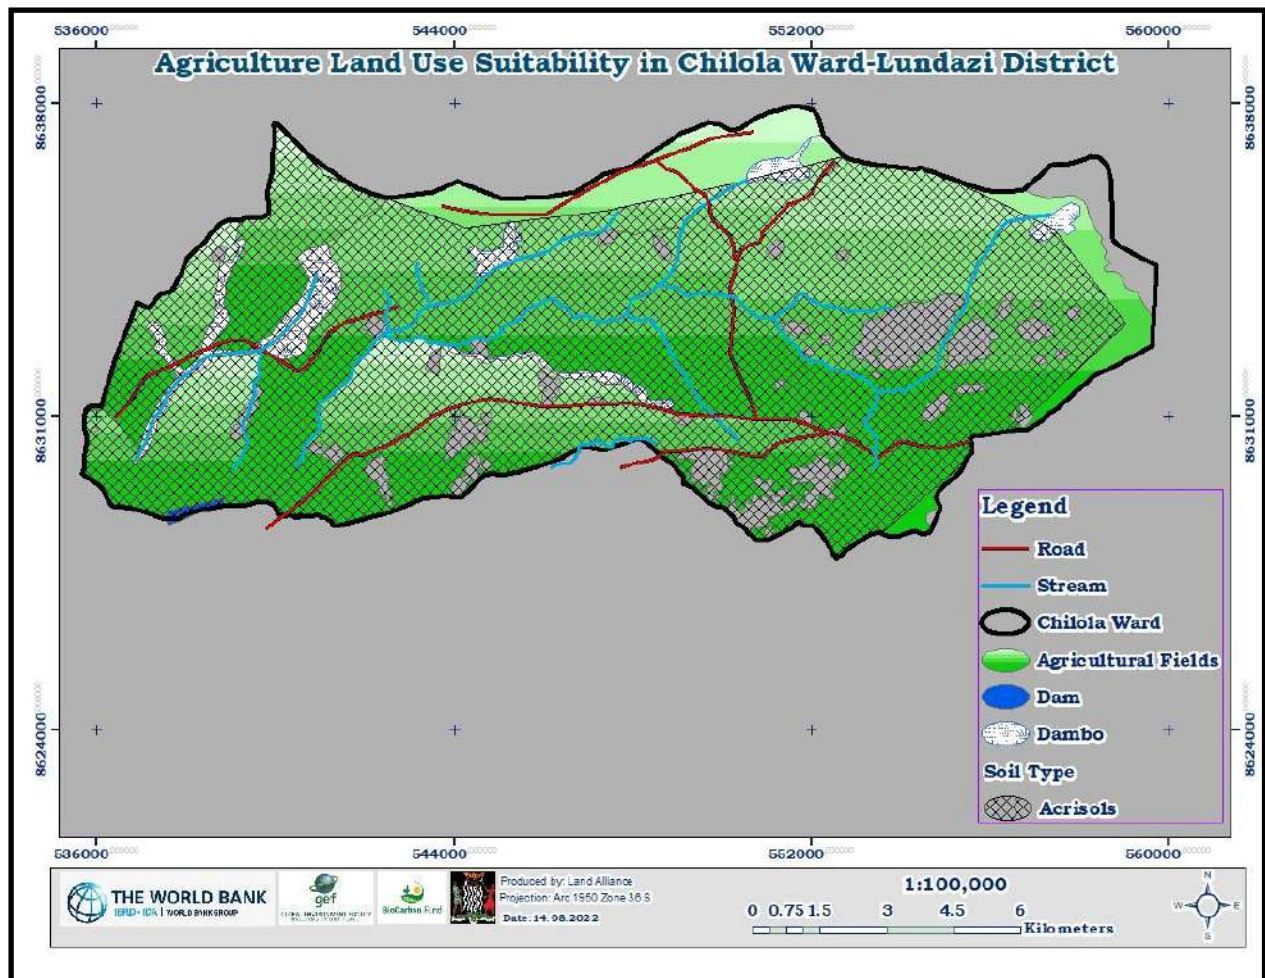 536000 544000 552000 560000
Agriculture Land Use Suitability in Chilola Ward-Lundazi District
8638000 8638000
8631000 8631000
8624000 8624000
Legend
Road
Stream
Chilola Ward
Agricultural Fields
Dam
Dambo
Soil Type
Acrisols
536000 544000 552000 560000
THE WORLD BANK
IBRD • IDA | WORLD BANK GROUP
gef
BioCarbon Fund
Produced by: Land Alliance
Projection: Arc 1950 Zone 36 S
Date: 14.08.2022
1:100,000
0 0.75 1.5 3 4.5 6
Kilometers
N
W E
S